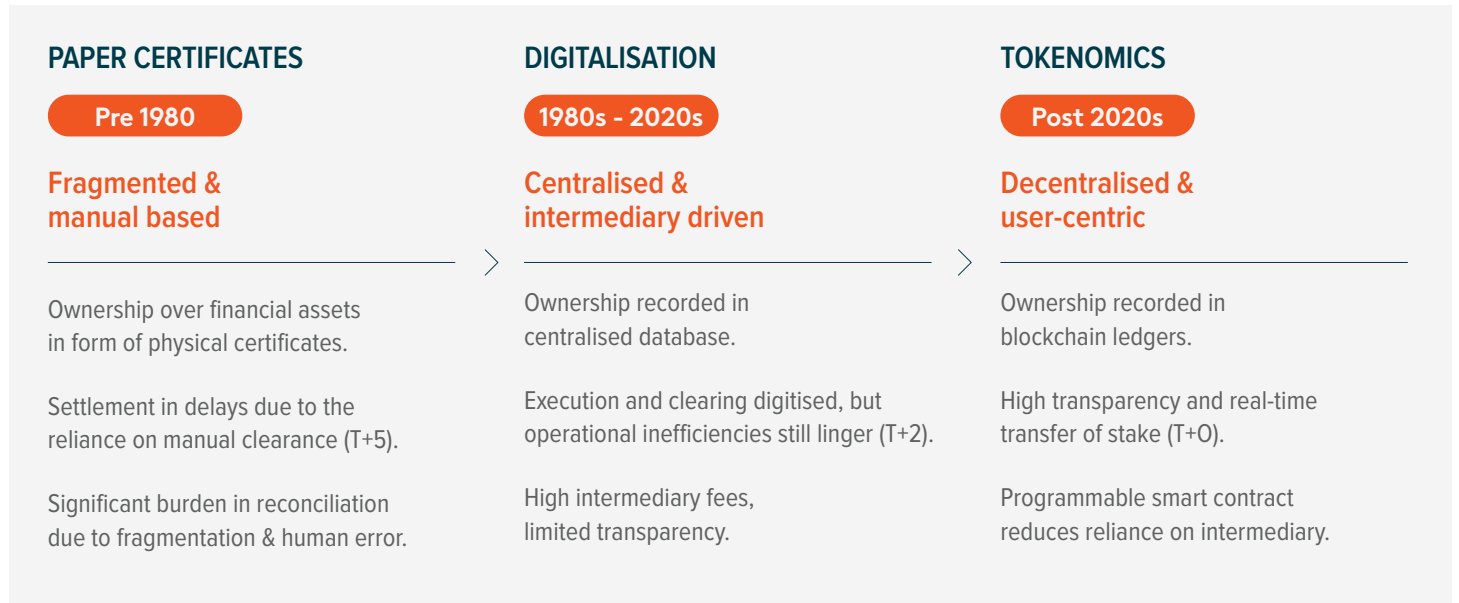 PAPER CERTIFICATES
Pre 1980
Fragmented &
manual based
Ownership over financial assets
in form of physical certificates.
Settlement in delays due to the
reliance on manual clearance (T+5).
Significant burden in reconciliation
due to fragmentation & human error.
DIGITALISATION
1980s - 2020s
Centralised &
intermediary driven
Ownership recorded in
centralised database.
Execution and clearing digitised, but
operational inefficiencies still linger (T+2).
High intermediary fees,
limited transparency.
TOKENOMICS
Post 2020s
Decentralised &
user-centric
Ownership recorded in
blockchain ledgers.
High transparency and real-time
transfer of stake (T+O).
Programmable smart contract
reduces reliance on intermediary.